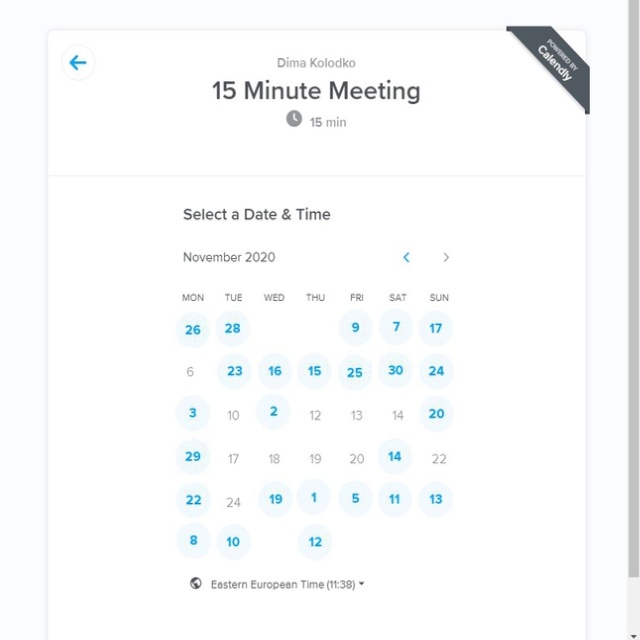 Dima Kolodko
15 Minute Meeting
15 min
POWERED BY
Calendly
Select a Date & Time
November 2020
MON TUE WED THU FRI SAT SUN
26 28 9 7 17
6 23 16 15 25 30 24
3 10 2 12 13 14 20
29 17 18 19 20 14 22
22 24 19 1 5 11 13
8 10 12
Eastern European Time (11:38)